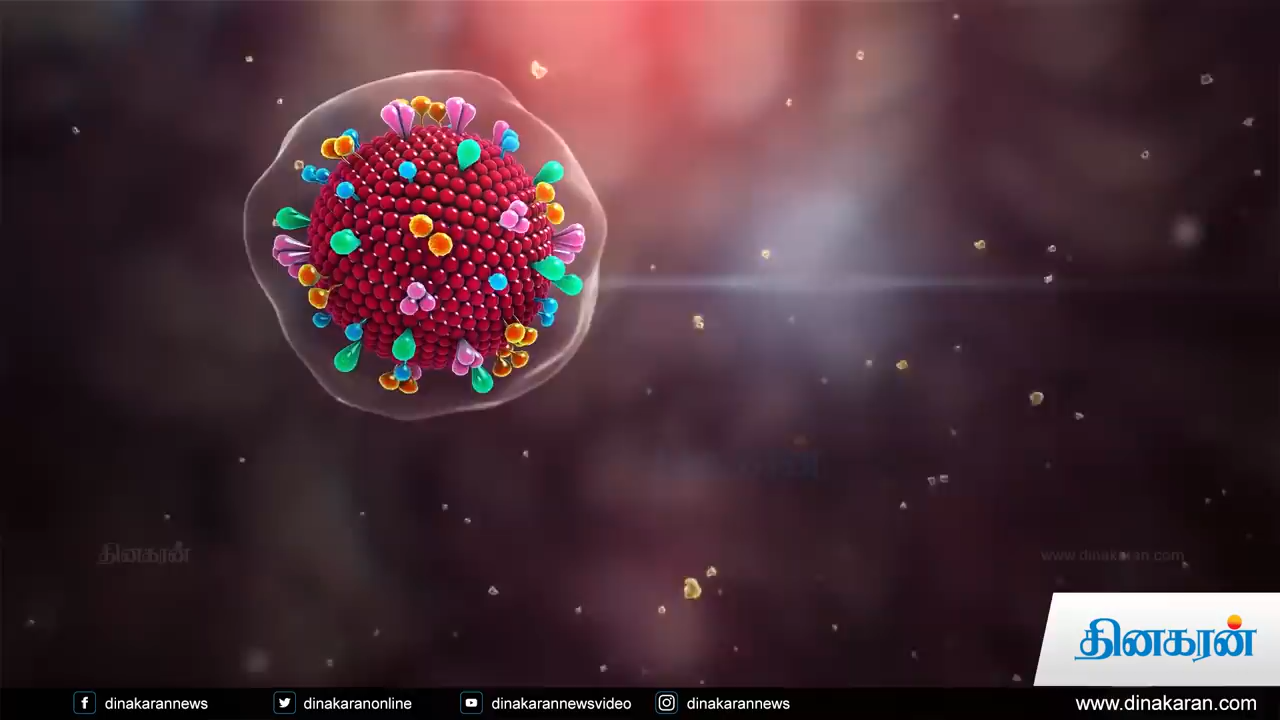 தினகரன்
www.dinakaran.com
தினகரன்
dinakarannews
dinakaranonline
dinakarannewsvideo
dinakarannews
www.dinakaran.com